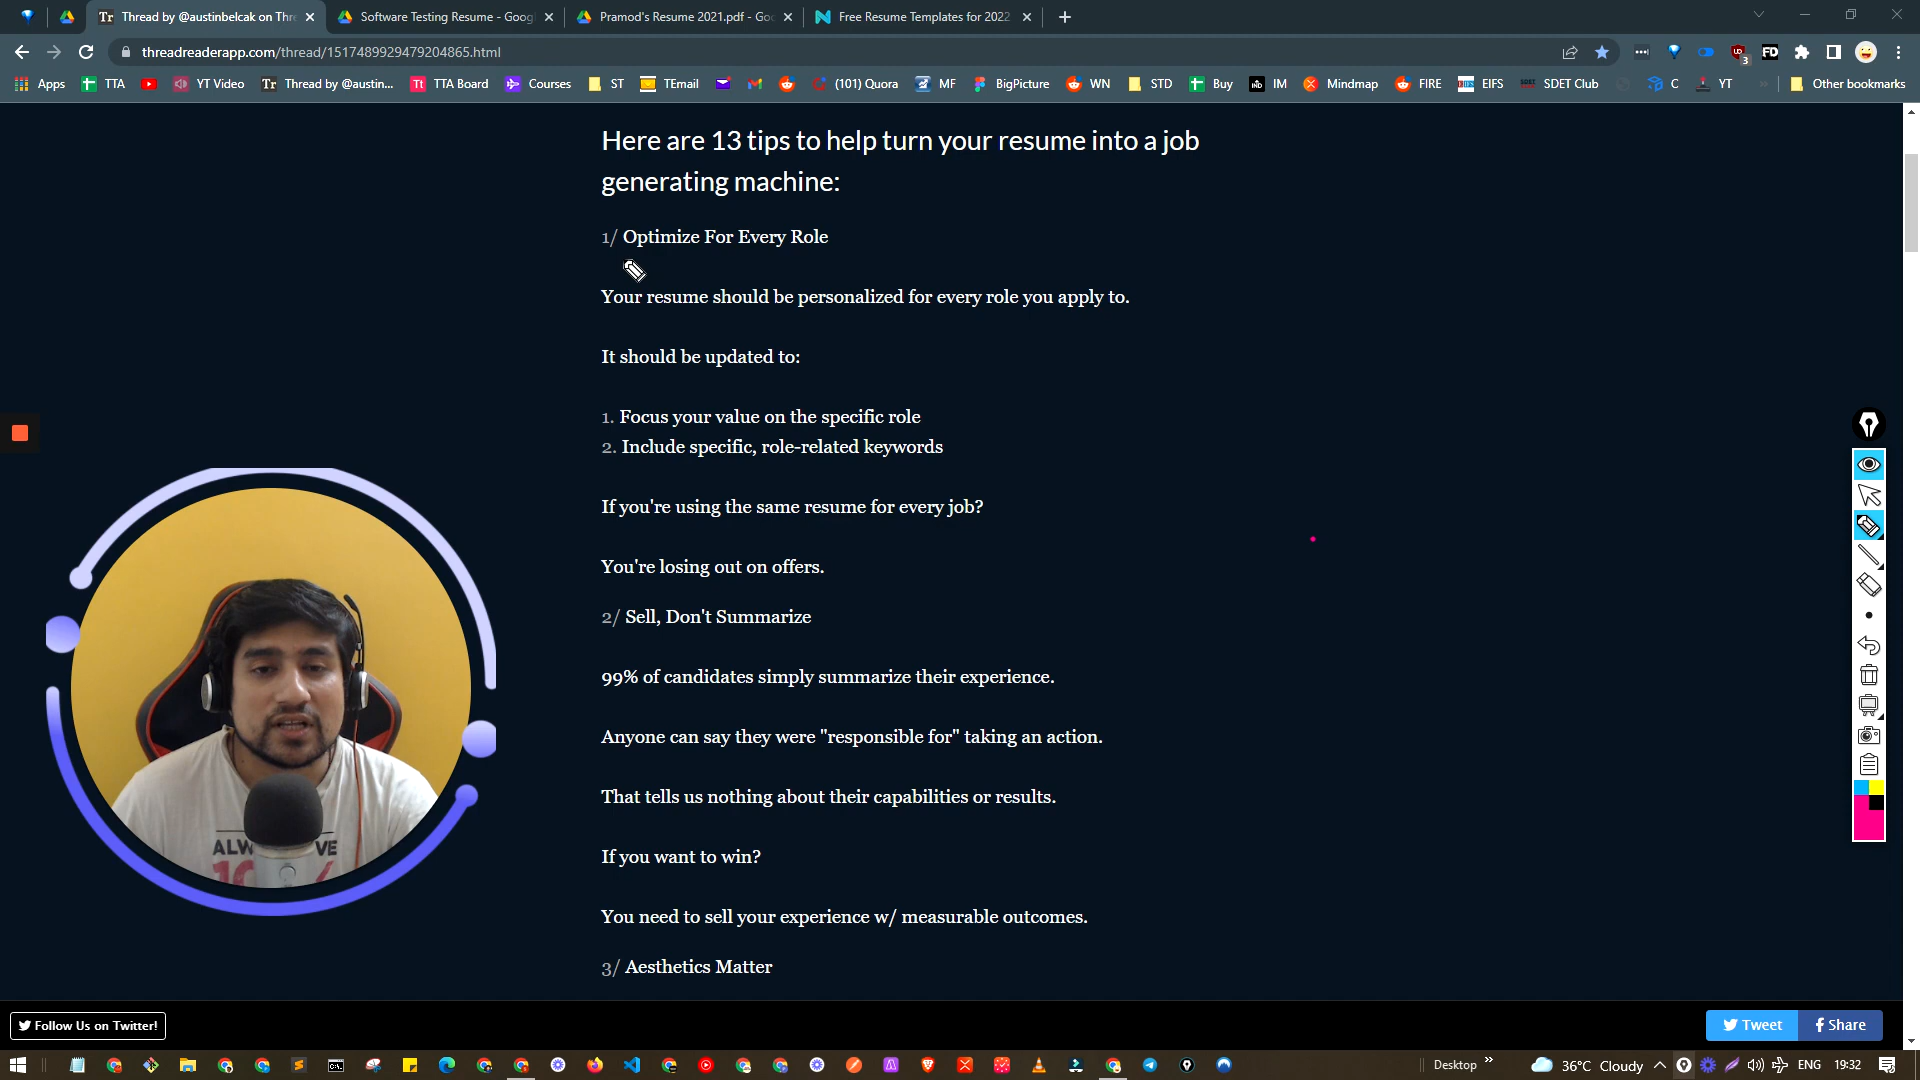 Thread by @austinbelcak on Thr
Software Testing Resume - Goog
Pramod's Resume 2021.pdf - Go
Free Resume Templates for 2022
threadreaderapp.com/thread/1517489929479204865.html
3
FD
Apps
TTA
YT Video
Tr Thread by @austin...
Tt TTA Board
Courses
ST
TEmail
(101) Quora
MF
BigPicture
WN
STD
Buy
IM
Mindmap
FIRE
EIFS
SDET Club
C
YT
Other bookmarks
Here are 13 tips to help turn your resume into a job
generating machine:
1/ Optimize For Every Role
Your resume should be personalized for every role you apply to.
It should be updated to:
1. Focus your value on the specific role
2. Include specific, role-related keywords
If you're using the same resume for every job?
You're losing out on offers.
2/ Sell, Don't Summarize
99% of candidates simply summarize their experience.
Anyone can say they were "responsible for" taking an action.
That tells us nothing about their capabilities or results.
If you want to win?
You need to sell your experience w/ measurable outcomes.
3/ Aesthetics Matter
Follow Us on Twitter!
Tweet
Share
Desktop
36°C Cloudy
ENG
19:32